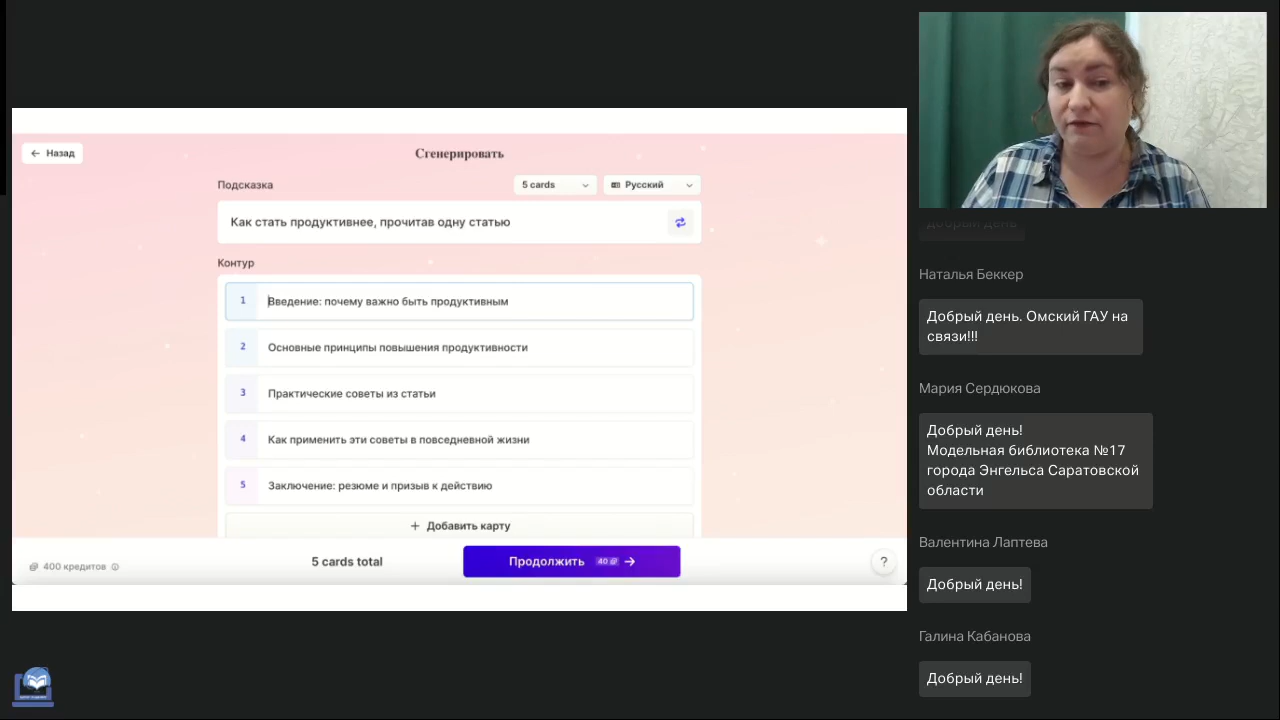 ← Назад
Сгенерировать
Подсказка
5 cards
Русский
Как стать продуктивнее, прочитав одну статью
Контур
1 Введение: почему важно быть продуктивным
2 Основные принципы повышения продуктивности
3 Практические советы из статьи
4 Как применить эти советы в повседневной жизни
5 Заключение: резюме и призыв к действию
+ Добавить карту
400 кредитов
5 cards total
Продолжить 40 →
?
Добрый день
Наталья Беккер
Добрый день. Омский ГАУ на
связи!!!
Мария Сердюкова
Добрый день!
Модельная библиотека №17
города Энгельса Саратовской
области
Валентина Лаптева
Добрый день!
Галина Кабанова
Добрый день!